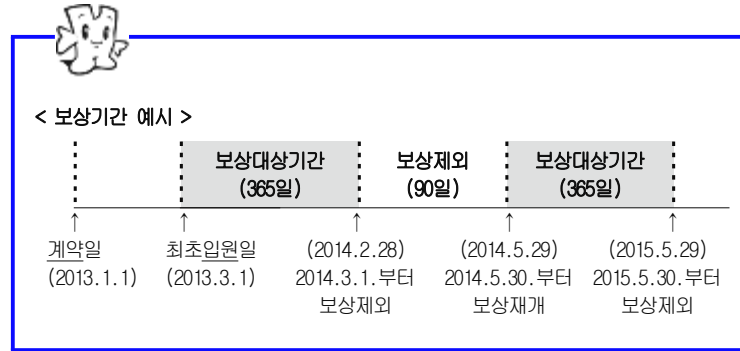 < 보상기간 예시 >
보상대상기간 보상제외 보상대상기간
(365일) (90일) (365일)
↑ ↑ ↑ ↑ ↑
계약일 최초입원일 (2014.2.28) (2014.5.29) (2015.5.29)
(2013.1.1) (2013.3.1) 2014.3.1.부터 2014.5.30.부터 2015.5.30.부터
보상제외 보상재개 보상제외